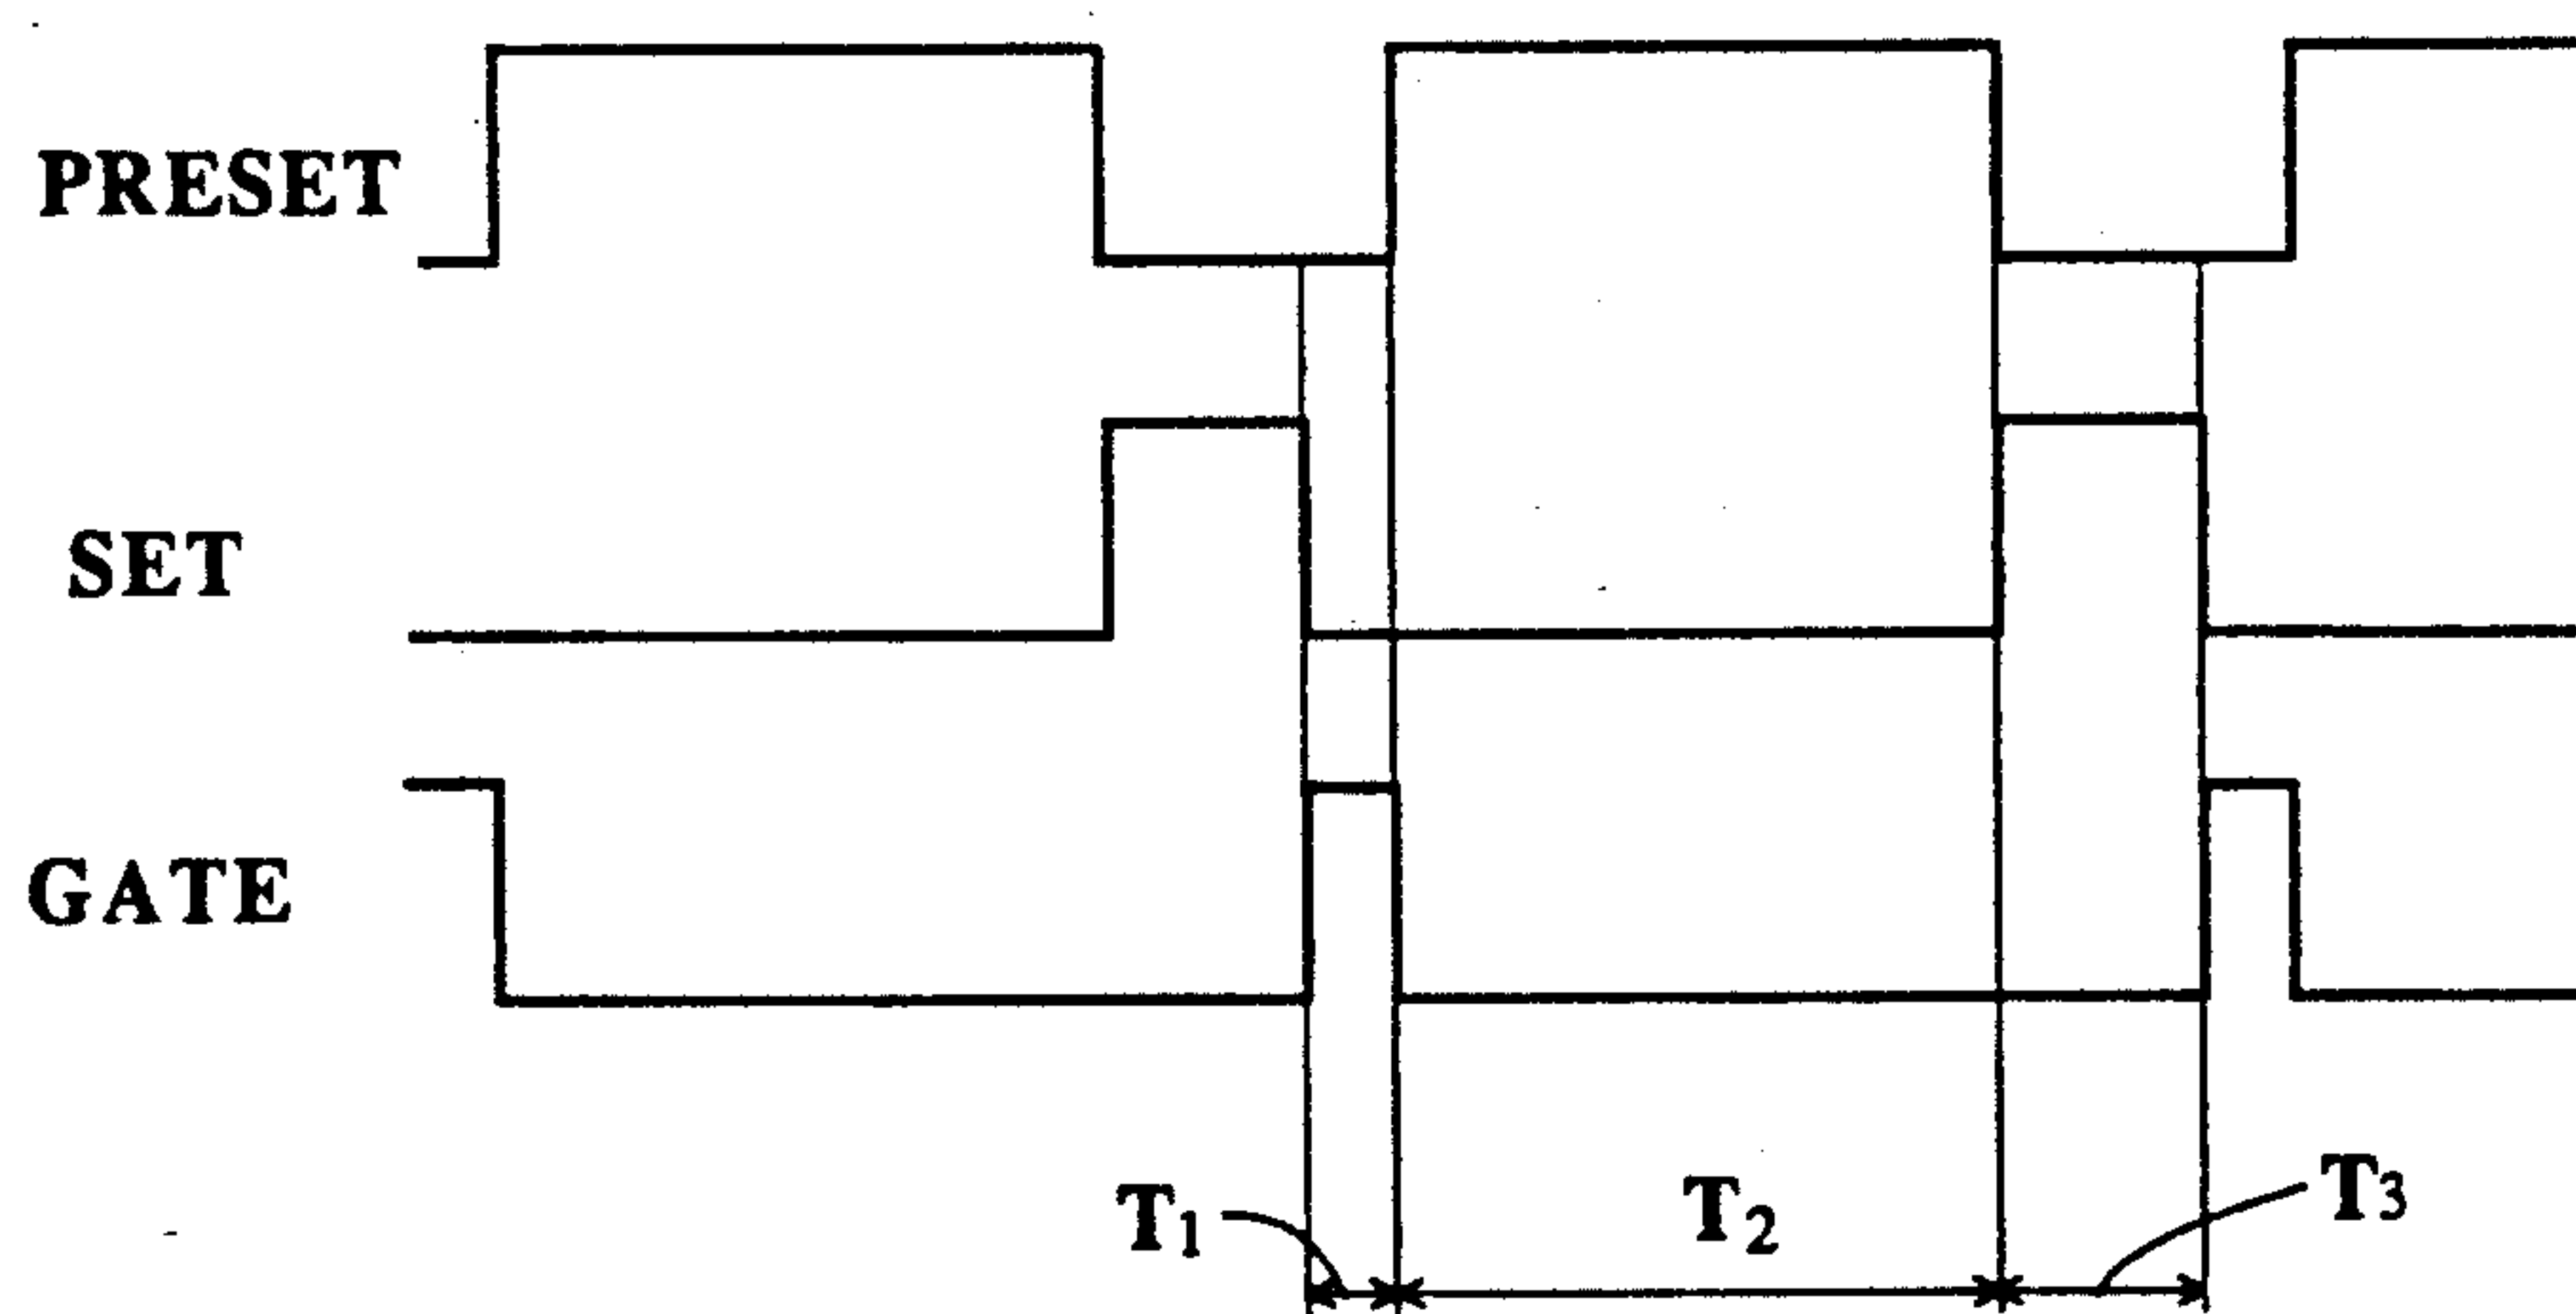 PRESET
SET
GATE
T1
T2
T3